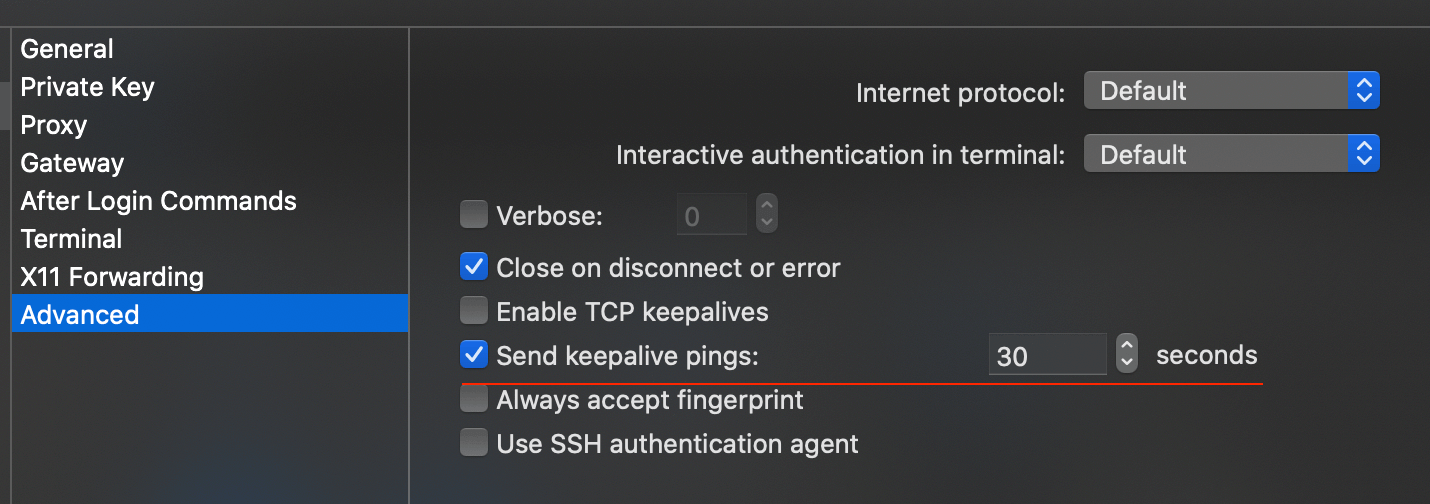 General
Private Key
Proxy
Gateway
After Login Commands
Terminal
X11 Forwarding
Advanced
Internet protocol: Default
Interactive authentication in terminal: Default
Verbose: 0
Close on disconnect or error
Enable TCP keepalives
Send keepalive pings: 30 seconds
Always accept fingerprint
Use SSH authentication agent